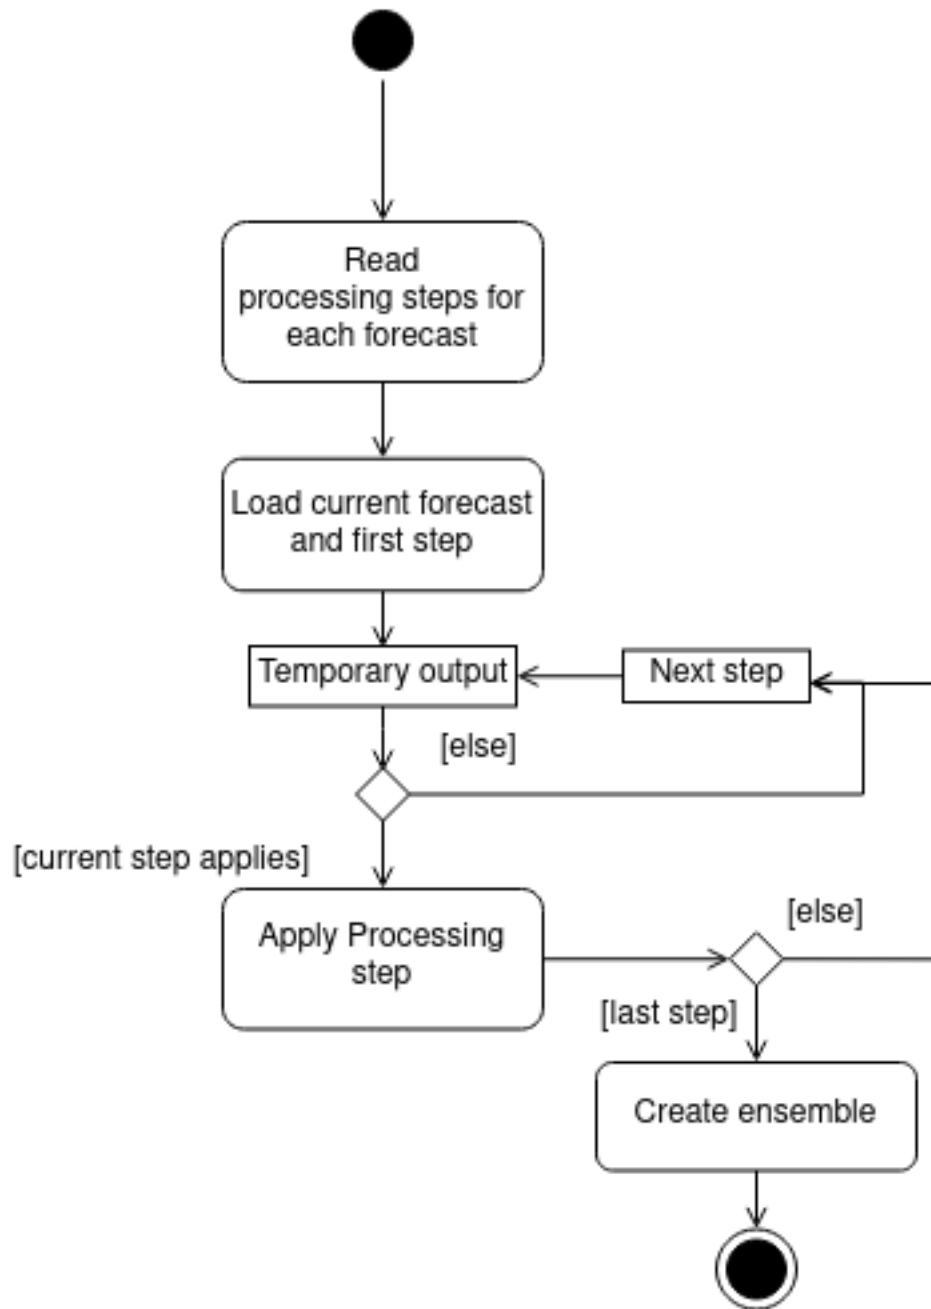 Read
processing steps for
each forecast
Load current forecast
and first step
Temporary output
Next step
[else]
[current step applies]
Apply Processing
step
[else]
[last step]
Create ensemble